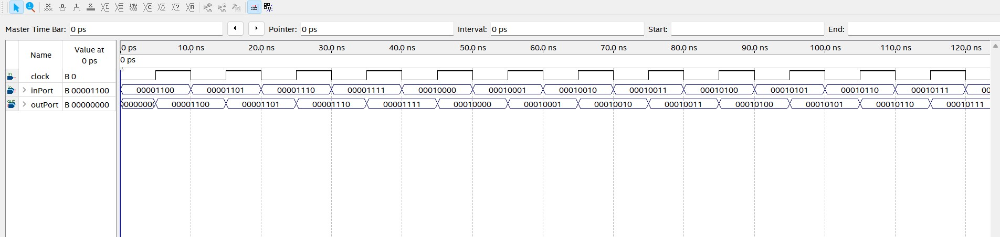 Master Time Bar: 0 ps Pointer: 0 ps Interval: 0 ps Start: End:
Name Value at 0 ps
0 ps 10.0 ns 20.0 ns 30.0 ns 40.0 ns 50.0 ns 60.0 ns 70.0 ns 80.0 ns 90.0 ns 100.0 ns 110.0 ns 120.0 ns
0 ps
clock B 0
inPort B 00001100 00001100 00001101 00001110 00001111 00010000 00010001 00010010 00010011 00010100 00010101 00010110 00010111 00
outPort B 00000000 0000000 00001100 00001101 00001110 00001111 00010000 00010001 00010010 00010011 00010100 00010101 00010110 00010111